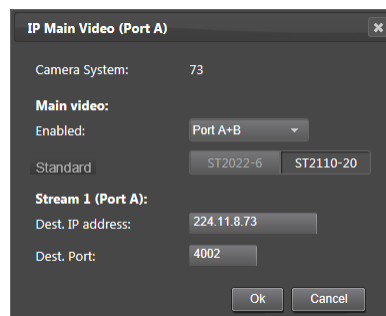 IP Main Video (Port A)
Camera System: 73
Main video:
Enabled: Port A+B
Standard ST2022-6 ST2110-20
Stream 1 (Port A):
Dest. IP address: 224.11.8.73
Dest. Port: 4002
Ok Cancel